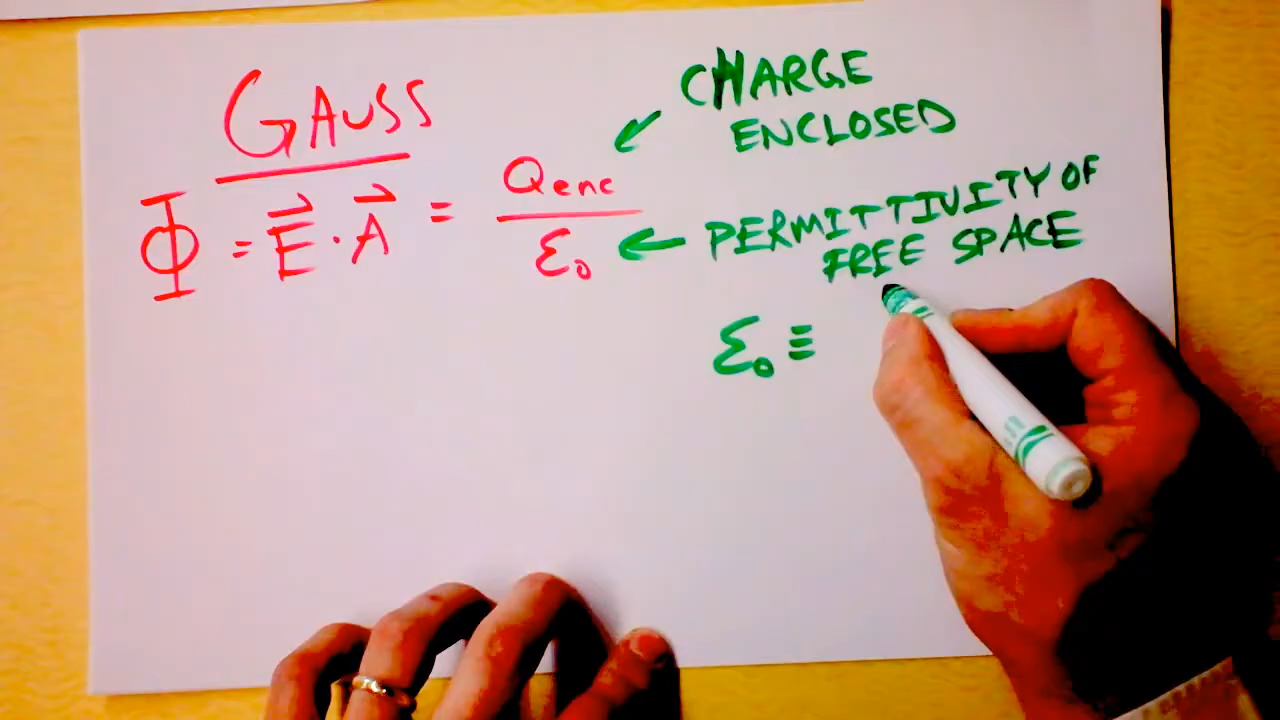 GAUSS
Φ = E⃗ · A⃗ = Qenc / ε₀
CHARGE
ENCLOSED
PERMITTIVITY OF
FREE SPACE
ε₀ ≡